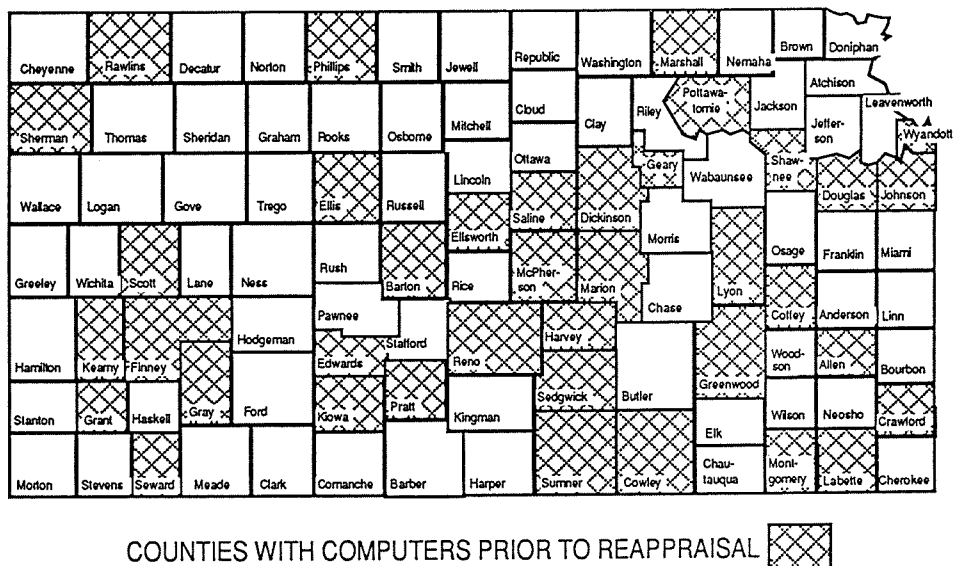 Cheyenne
Rawlins
Decatur
Norton
Phillips
Smith
Jewell
Republic
Washington
Marshall
Nemaha
Brown
Doniphan
Sherman
Thomas
Sheridan
Graham
Rooks
Osborne
Mitchell
Cloud
Clay
Riley
Pottawa-
tomie
Jackson
Atchison
Leavenworth
Jeffer-
son
Wyandott
Wallace
Logan
Gove
Trego
Ellis
Russell
Lincoln
Ottawa
Saline
Dickinson
Geary
Wabaunsee
Shaw-
nee
Douglas
Johnson
Greeley
Wichita
Scott
Lane
Ness
Rush
Barton
Ellsworth
Rice
McPher-
son
Marion
Morris
Chase
Lyon
Osage
Franklin
Miami
Hamilton
Kearny
Finney
Hodgeman
Pawnee
Stafford
Edwards
Reno
Harvey
Sedgwick
Butler
Greenwood
Coffey
Anderson
Linn
Wood-
son
Allen
Bourbon
Stanton
Grant
Haskell
Gray
Ford
Kiowa
Pratt
Kingman
Elk
Wilson
Neosho
Crawford
Morton
Stevens
Seward
Meade
Clark
Comanche
Barber
Harper
Sumner
Cowley
Chau-
tauqua
Mont-
gomery
Labette
Cherokee
COUNTIES WITH COMPUTERS PRIOR TO REAPPRAISAL